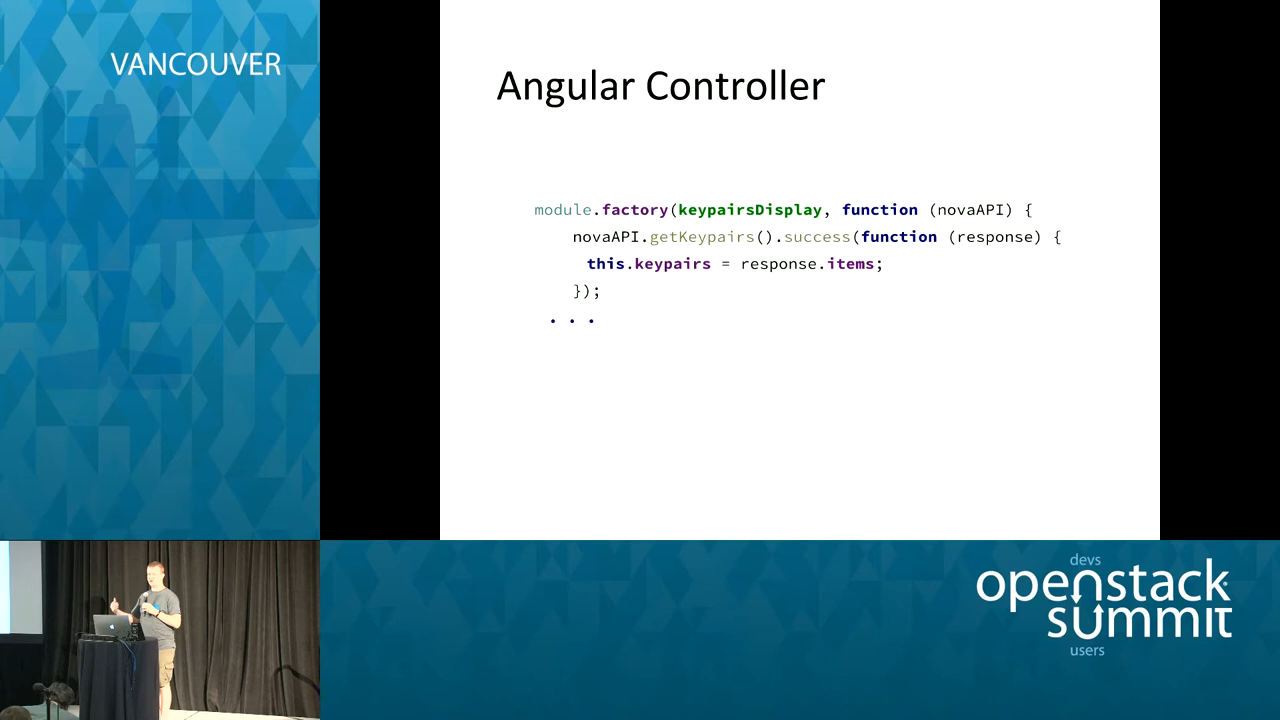 VANCOUVER
Angular Controller
module.factory(keypairsDisplay, function (novaAPI) {
novaAPI.getKeypairs().success(function (response) {
this.keypairs = response.items;
});
. . .
devs
openstack
summit
users